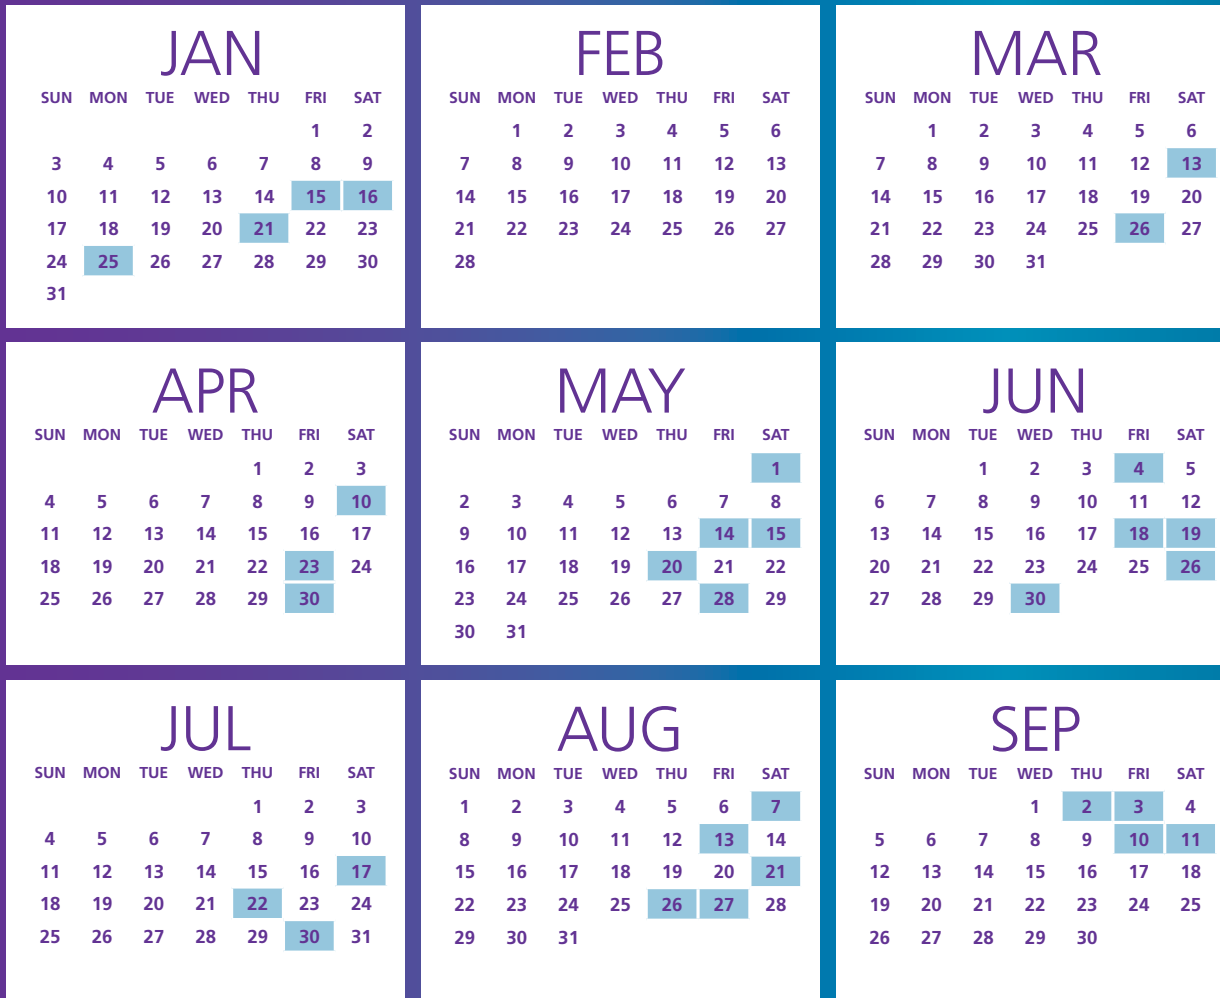 JAN
SUN MON TUE WED THU FRI SAT
1 2
3 4 5 6 7 8 9
10 11 12 13 14 15 16
17 18 19 20 21 22 23
24 25 26 27 28 29 30
31
FEB
SUN MON TUE WED THU FRI SAT
1 2 3 4 5 6
7 8 9 10 11 12 13
14 15 16 17 18 19 20
21 22 23 24 25 26 27
28
MAR
SUN MON TUE WED THU FRI SAT
1 2 3 4 5 6
7 8 9 10 11 12 13
14 15 16 17 18 19 20
21 22 23 24 25 26 27
28 29 30 31
APR
SUN MON TUE WED THU FRI SAT
1 2 3
4 5 6 7 8 9 10
11 12 13 14 15 16 17
18 19 20 21 22 23 24
25 26 27 28 29 30
MAY
SUN MON TUE WED THU FRI SAT
1
2 3 4 5 6 7 8
9 10 11 12 13 14 15
16 17 18 19 20 21 22
23 24 25 26 27 28 29
30 31
JUN
SUN MON TUE WED THU FRI SAT
1 2 3 4 5
6 7 8 9 10 11 12
13 14 15 16 17 18 19
20 21 22 23 24 25 26
27 28 29 30
JUL
SUN MON TUE WED THU FRI SAT
1 2 3
4 5 6 7 8 9 10
11 12 13 14 15 16 17
18 19 20 21 22 23 24
25 26 27 28 29 30 31
AUG
SUN MON TUE WED THU FRI SAT
1 2 3 4 5 6 7
8 9 10 11 12 13 14
15 16 17 18 19 20 21
22 23 24 25 26 27 28
29 30 31
SEP
SUN MON TUE WED THU FRI SAT
1 2 3 4
5 6 7 8 9 10 11
12 13 14 15 16 17 18
19 20 21 22 23 24 25
26 27 28 29 30